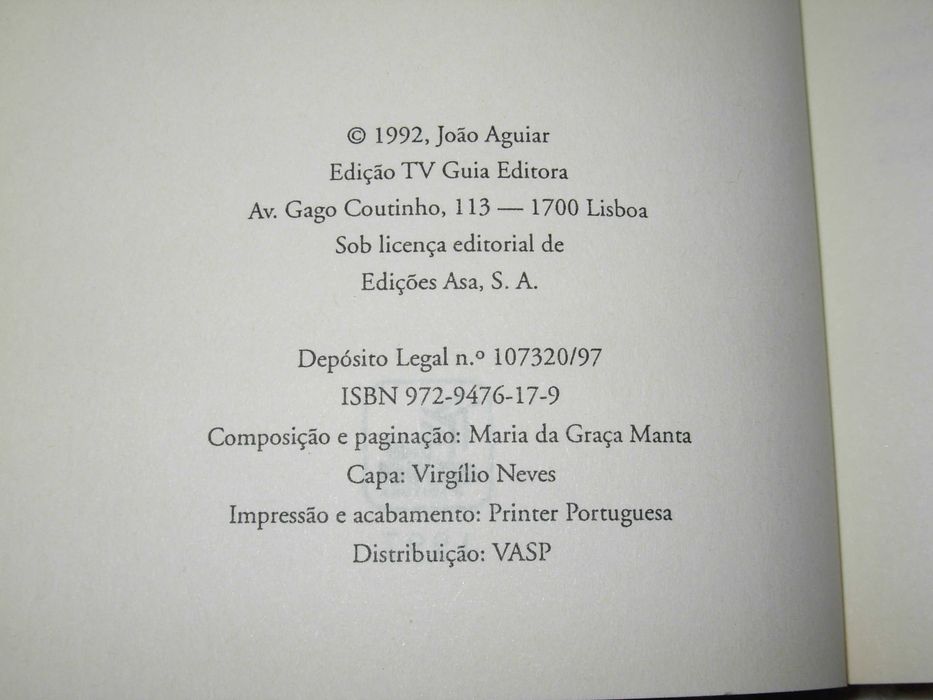 © 1992, João Aguiar
Edição TV Guia Editora
Av. Gago Coutinho, 113 — 1700 Lisboa
Sob licença editorial de
Edições Asa, S. A.
Depósito Legal n.º 107320/97
ISBN 972-9476-17-9
Composição e paginação: Maria da Graça Manta
Capa: Virgílio Neves
Impressão e acabamento: Printer Portuguesa
Distribuição: VASP